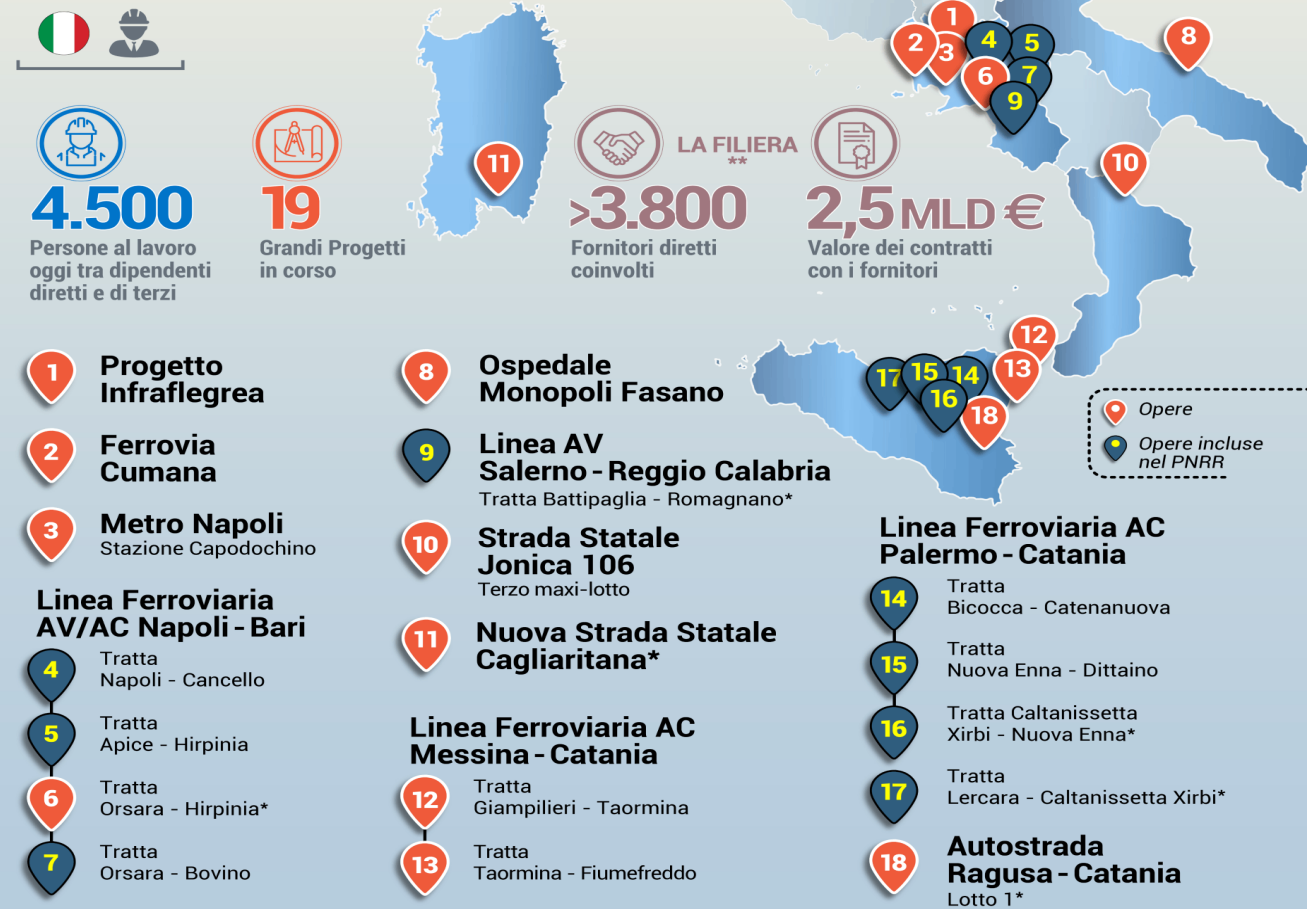 4.500
Persone al lavoro
oggi tra dipendenti
diretti e di terzi
19
Grandi Progetti
in corso
LA FILIERA
**
>3.800
Fornitori diretti
coinvolti
2,5 MLD €
Valore dei contratti
con i fornitori
1
2
3
4
5
6
7
8
9
10
11
12
13
14
15
16
17
18
Opere
Opere incluse
nel PNRR
1
Progetto
Infraflegrea
2
Ferrovia
Cumana
3
Metro Napoli
Stazione Capodochino
Linea Ferroviaria
AV/AC Napoli - Bari
4
Tratta
Napoli - Cancello
5
Tratta
Apice - Hirpinia
6
Tratta
Orsara - Hirpinia*
7
Tratta
Orsara - Bovino
8
Ospedale
Monopoli Fasano
9
Linea AV
Salerno - Reggio Calabria
Tratta Battipaglia - Romagnano*
10
Strada Statale
Jonica 106
Terzo maxi-lotto
11
Nuova Strada Statale
Cagliaritana*
Linea Ferroviaria AC
Messina - Catania
12
Tratta
Giampilieri - Taormina
13
Tratta
Taormina - Fiumefreddo
Linea Ferroviaria AC
Palermo - Catania
14
Tratta
Bicocca - Catenanuova
15
Tratta
Nuova Enna - Dittaino
16
Tratta Caltanissetta
Xirbi - Nuova Enna*
17
Tratta
Lercara - Caltanissetta Xirbi*
18
Autostrada
Ragusa - Catania
Lotto 1*